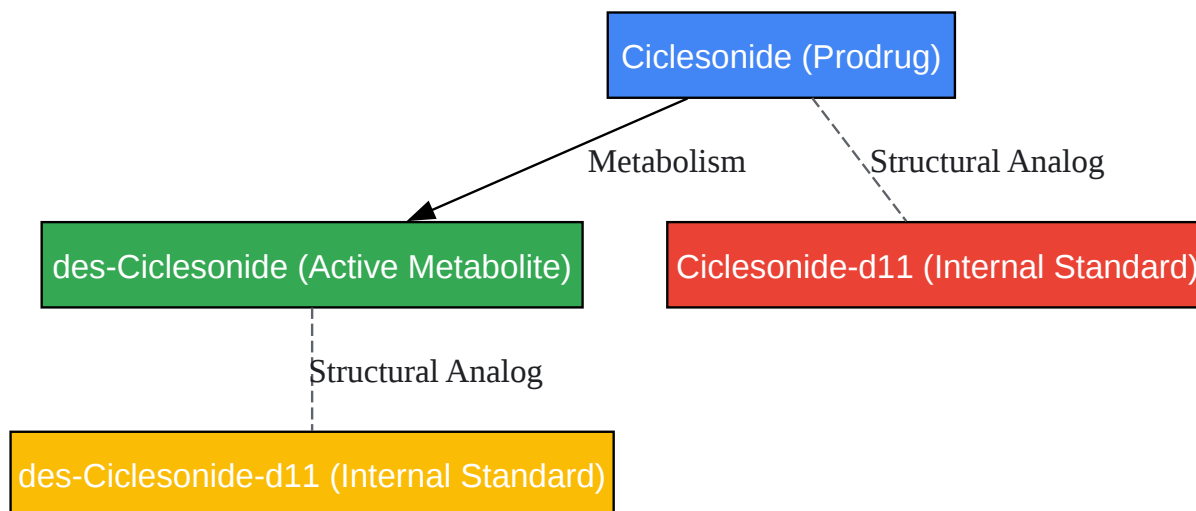 Ciclesonide (Prodrug)
Metabolism
Structural Analog
des-Ciclesonide (Active Metabolite)
Ciclesonide-d11 (Internal Standard)
Structural Analog
des-Ciclesonide-d11 (Internal Standard)